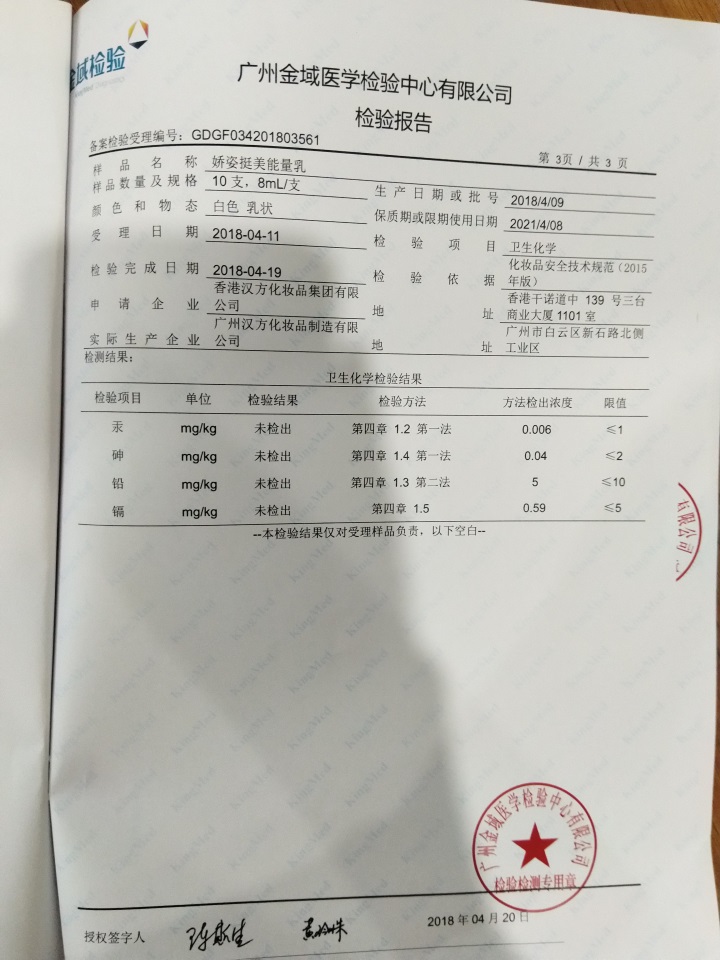 金域检验
广州金域医学检验中心有限公司
检验报告
备案检验受理编号：GDGF034201803561
第 3页 / 共 3 页
样品名称 娇姿挺美能量乳
样品数量及规格 10 支，8mL/支 生产日期或批号 2018/4/09
颜色和物态 白色 乳状 保质期或限期使用日期 2021/4/08
受理日期 2018-04-11 检验项目 卫生化学
检验完成日期 2018-04-19 检验依据 化妆品安全技术规范（2015
年版）
申请企业 香港汉方化妆品集团有限
公司
地址 香港干诺道中 139 号三台
商业大厦 1101 室
实际生产企业 广州汉方化妆品制造有限
公司
地址 广州市白云区新石路北侧
工业区
检测结果：
卫生化学检验结果
检验项目 单位 检验结果 检验方法 方法检出浓度 限值
汞 mg/kg 未检出 第四章 1.2 第一法 0.006 ≤1
砷 mg/kg 未检出 第四章 1.4 第一法 0.04 ≤2
铅 mg/kg 未检出 第四章 1.3 第二法 5 ≤10
镉 mg/kg 未检出 第四章 1.5 0.59 ≤5
--本检验结果仅对受理样品负责，以下空白--
有限公司
广州金域医学检验中心有限公司
检验检测专用章
授权签字人
2018 年 04 月 20 日
KingMed